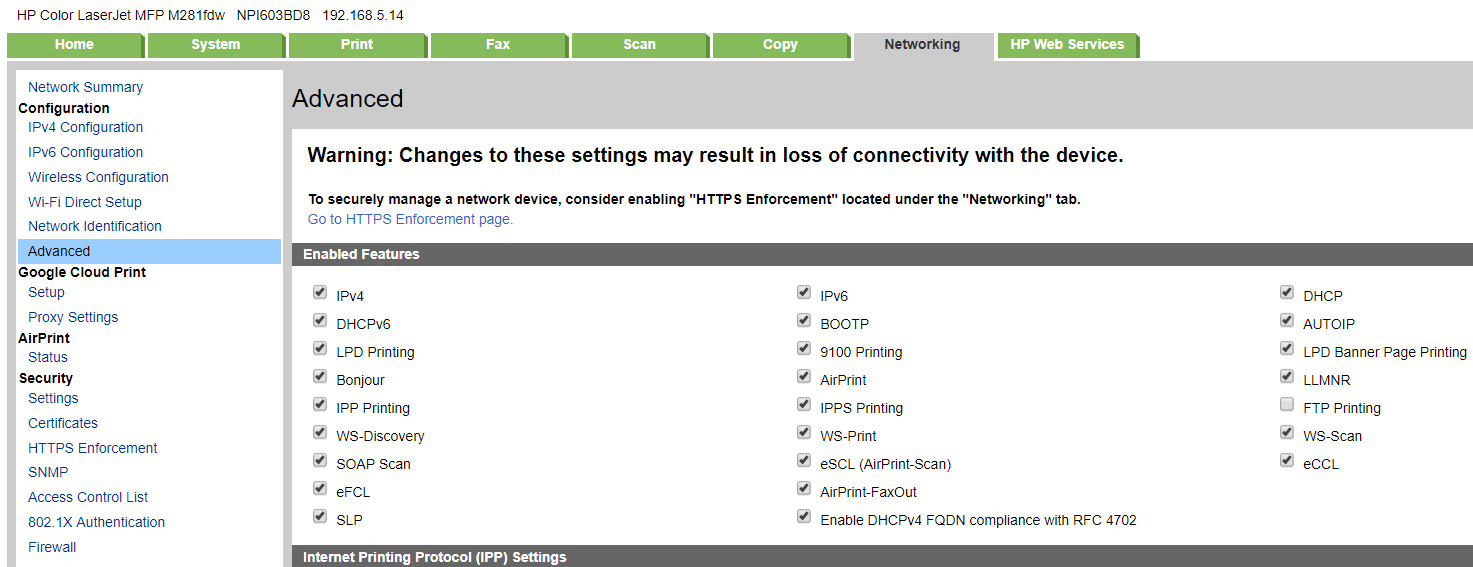 HP Color LaserJet MFP M281fdw NPI603BD8 192.168.5.14
Home System Print Fax Scan Copy Networking HP Web Services
Network Summary
Configuration
IPv4 Configuration
IPv6 Configuration
Wireless Configuration
Wi-Fi Direct Setup
Network Identification
Advanced
Google Cloud Print
Setup
Proxy Settings
AirPrint
Status
Security
Settings
Certificates
HTTPS Enforcement
SNMP
Access Control List
802.1X Authentication
Firewall
Advanced
Warning: Changes to these settings may result in loss of connectivity with the device.
To securely manage a network device, consider enabling "HTTPS Enforcement" located under the "Networking" tab.
Go to HTTPS Enforcement page.
Enabled Features
IPv4 IPv6 DHCP
DHCPv6 BOOTP AUTOIP
LPD Printing 9100 Printing LPD Banner Page Printing
Bonjour AirPrint LLMNR
IPP Printing IPPS Printing FTP Printing
WS-Discovery WS-Print WS-Scan
SOAP Scan eSCL (AirPrint-Scan) eCCL
eFCL AirPrint-FaxOut
SLP Enable DHCPv4 FQDN compliance with RFC 4702
Internet Printing Protocol (IPP) Settings